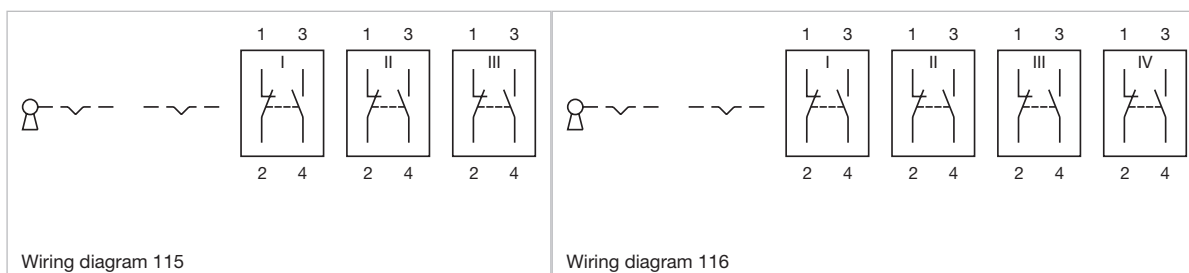 1 3 1 3 1 3
I II III
2 4 2 4 2 4
Wiring diagram 115
1 3 1 3 1 3 1 3
I II III IV
2 4 2 4 2 4 2 4
Wiring diagram 116